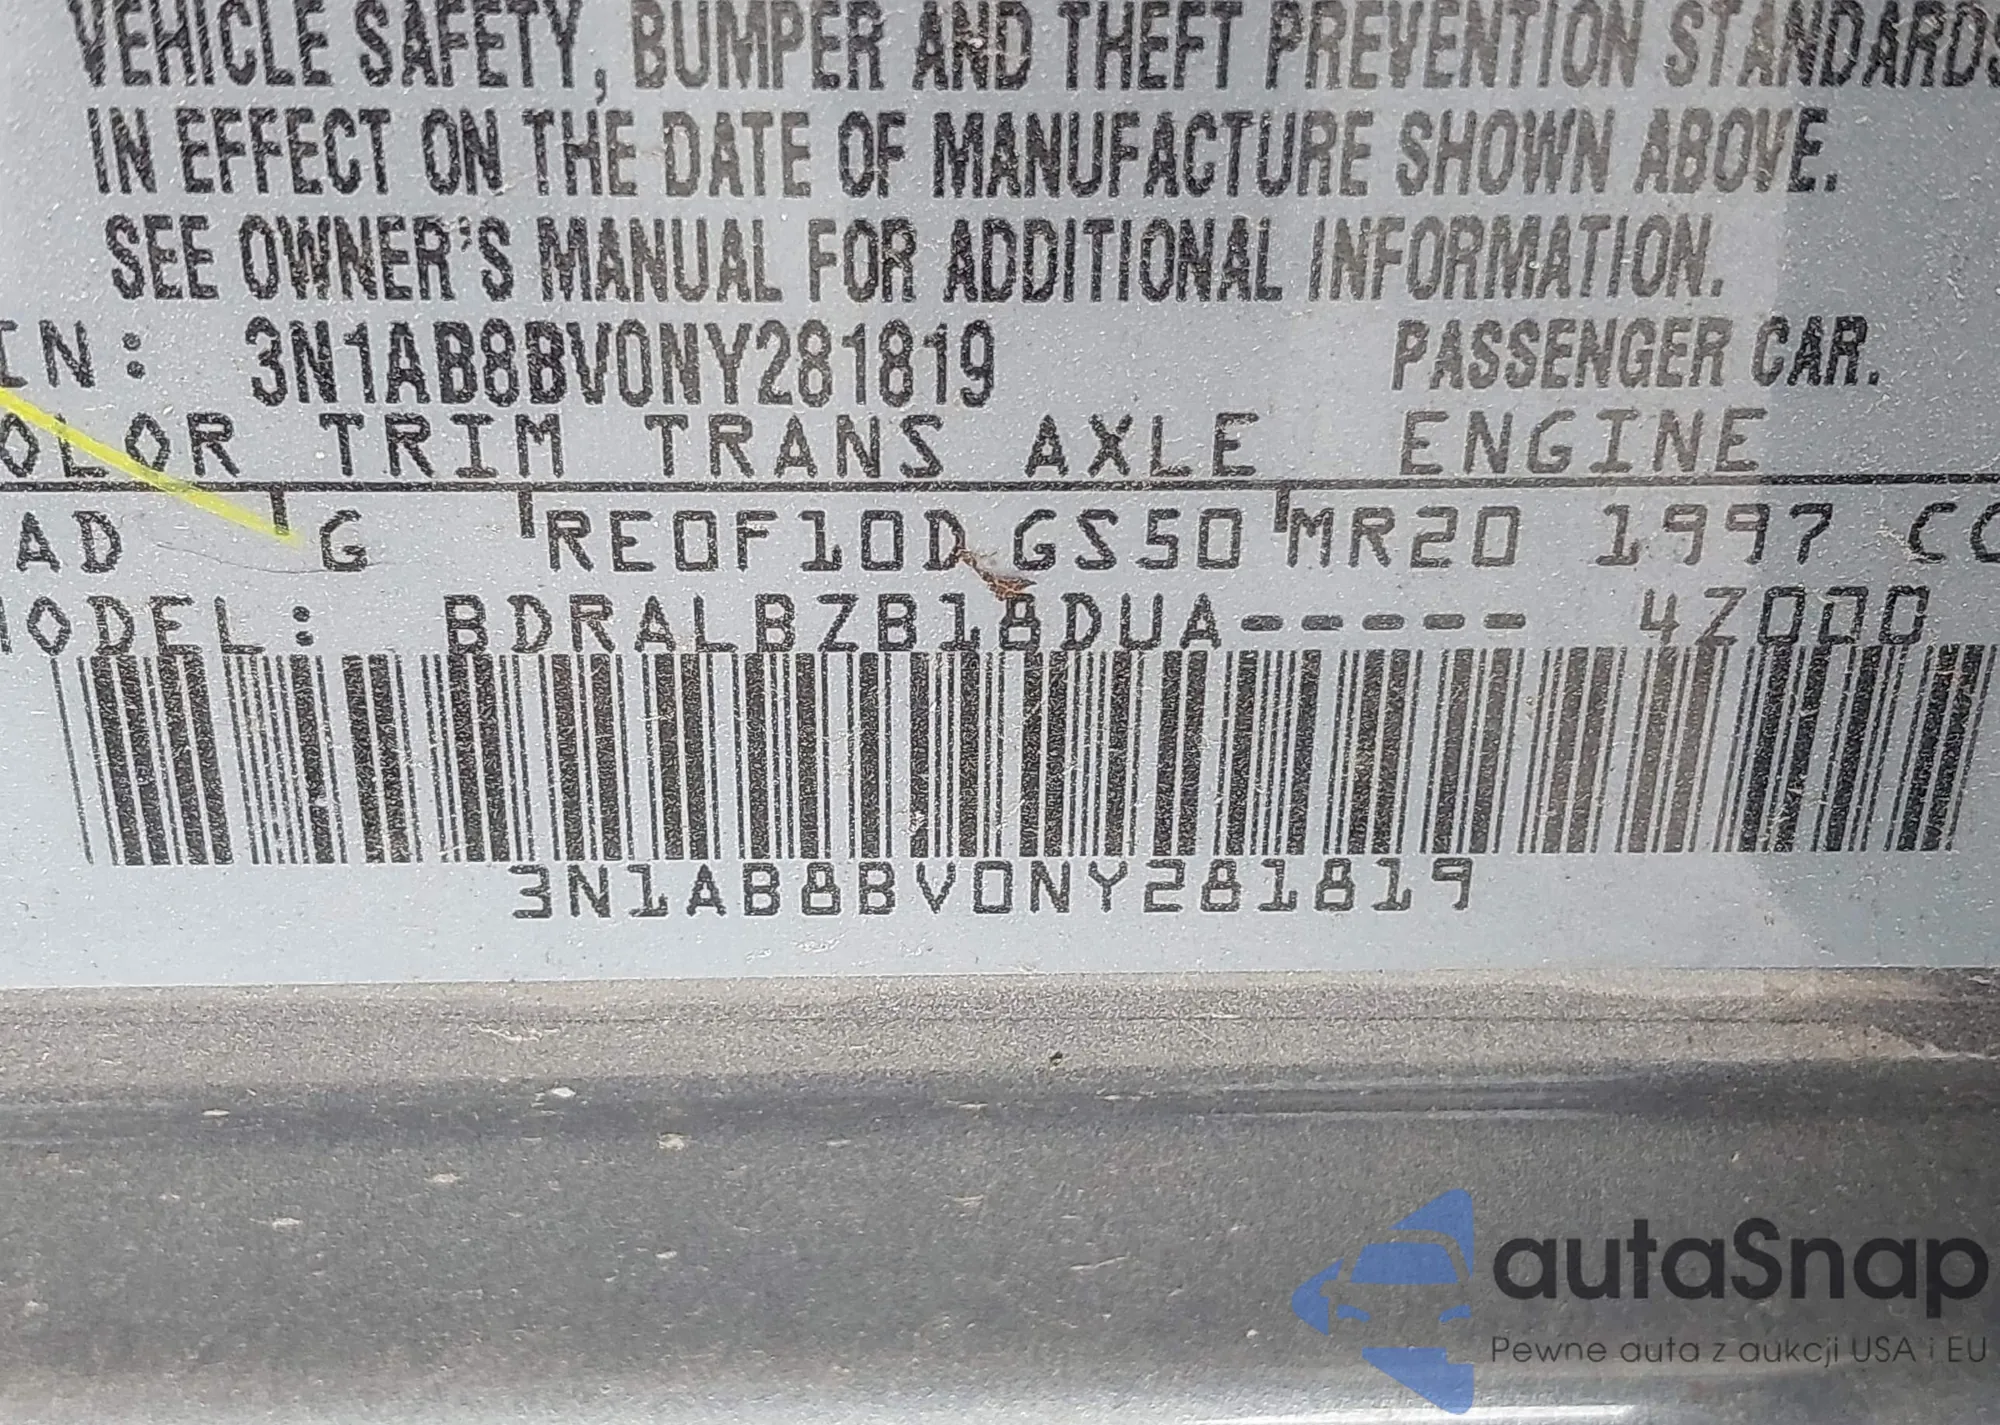 VEHICLE SAFETY, BUMPER AND THEFT PREVENTION STANDARDS
IN EFFECT ON THE DATE OF MANUFACTURE SHOWN ABOVE.
SEE OWNER'S MANUAL FOR ADDITIONAL INFORMATION.
IN: 3N1AB8BV0NY281819 PASSENGER CAR.
OLOR TRIM TRANS AXLE ENGINE
AD G RE0F10D GS50 MR20 1997 CC
MODEL: BDRALBZB18DUA----- 4Z000
3N1AB8BV0NY281819
autaSnap
Pewne auta z aukcji USA i EU